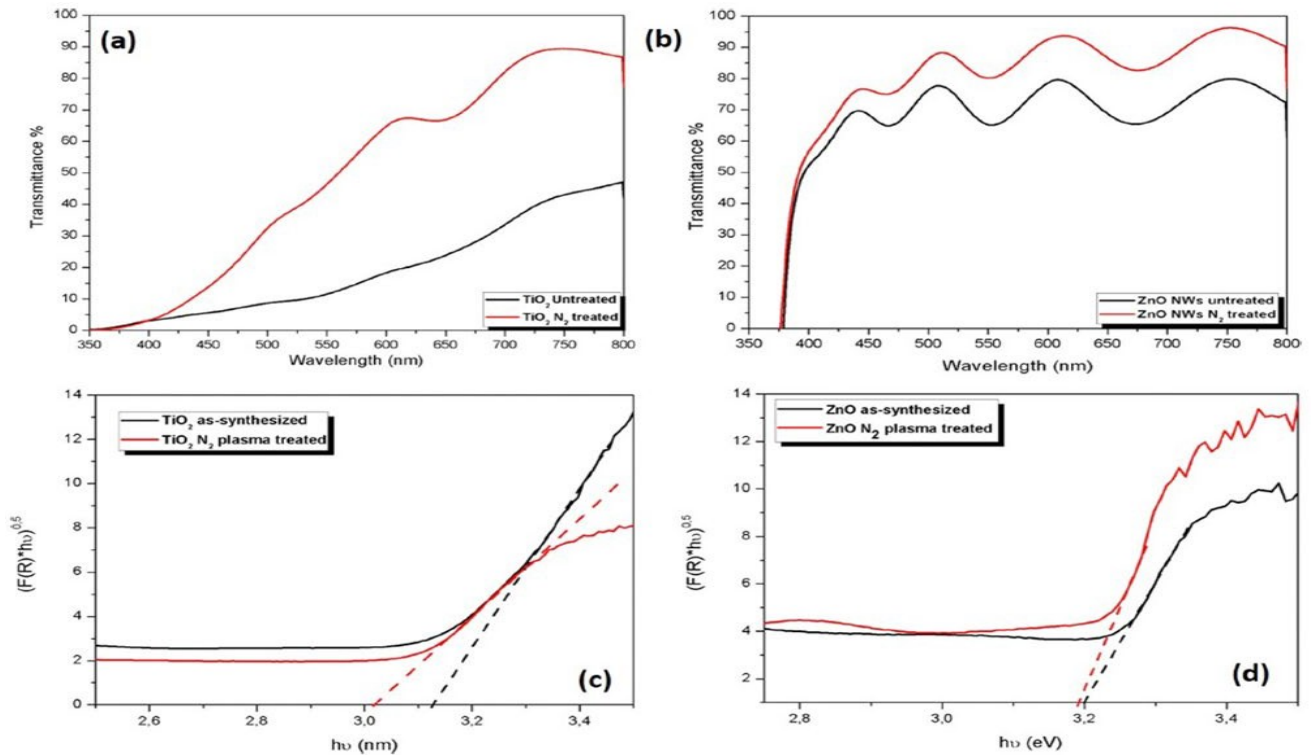 (a)
Transmittance %
100
90
80
70
60
50
40
30
20
10
0
TiO2 Untreated
TiO2 N2 treated
350 400 450 500 550 600 650 700 750 800
Wavelength (nm)
(b)
Transmittance %
100
90
80
70
60
50
40
30
20
10
0
ZnO NWs untreated
ZnO NWs N2 treated
350 400 450 500 550 600 650 700 750 800
Wavelength (nm)
14
12
10
8
6
4
2
0
(F(R)*hυ)^0,5
TiO2 as-synthesized
TiO2 N2 plasma treated
(c)
2,6 2,8 3,0 3,2 3,4
hυ (nm)
14
12
10
8
6
4
2
(F(R)*hυ)^0,5
ZnO as-synthesized
ZnO N2 plasma treated
(d)
2,8 3,0 3,2 3,4
hυ (eV)